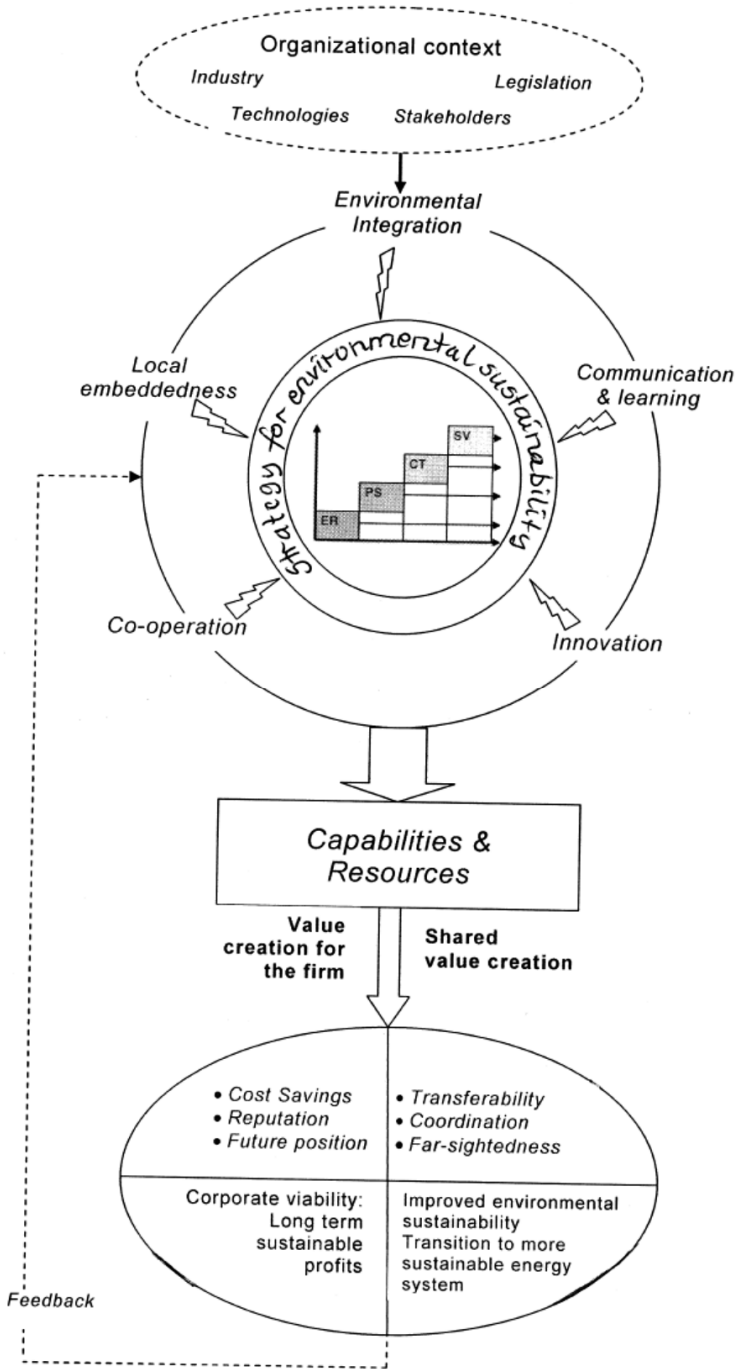 Organizational context
Industry
Legislation
Technologies
Stakeholders
Environmental
Integration
Strategy for environmental sustainability
Local
embeddedness
Communication
& learning
SV
CT
PS
ER
Co-operation
Innovation
Capabilities &
Resources
Value
creation for
the firm
Shared
value creation
• Cost Savings
• Reputation
• Future position
• Transferability
• Coordination
• Far-sightedness
Corporate viability:
Long term
sustainable
profits
Improved environmental
sustainability
Transition to more
sustainable energy
system
Feedback